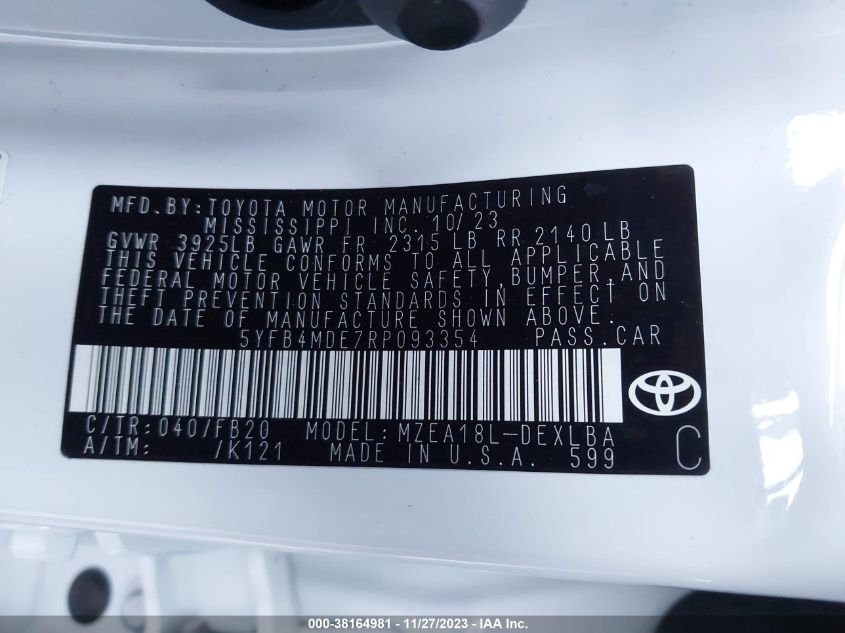 MFD.BY:TOYOTA MOTOR MANUFACTURING
MISSISSIPPI INC. 10/23
GVWR 3925LB GAWR FR 2315 LB RR 2140 LB
THIS VEHICLE CONFORMS TO ALL APPLICABLE
FEDERAL MOTOR VEHICLE SAFETY,BUMPER,AND
THEFT PREVENTION STANDARDS IN EFFECT ON
THE DATE OF MANUFACTURE SHOWN ABOVE.
5YFB4MDE7RP093354 PASS.CAR
C/TR: 040/FB20 MODEL: MZEA18L-DEXLBA
A/TM: /K121 MADE IN U.S.A. 599 C
000-38164981 - 11/27/2023 - IAA Inc.